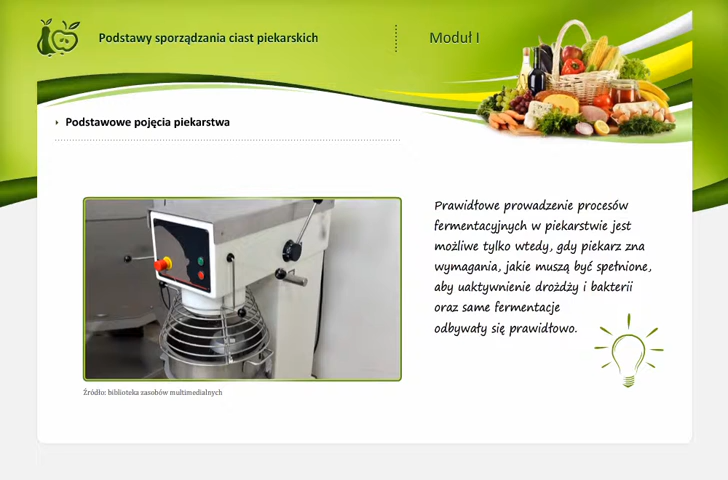 Podstawy sporządzania ciast piekarskich
Moduł I
Podstawowe pojęcia piekarstwa
Prawidłowe prowadzenie procesów
fermentacyjnych w piekarstwie jest
możliwe tylko wtedy, gdy piekarz zna
wymagania, jakie muszą być spełnione,
aby uaktywnienie drożdży i bakterii
oraz same fermentacje
odbywały się prawidłowo.
Źródło: biblioteka zasobów multimedialnych